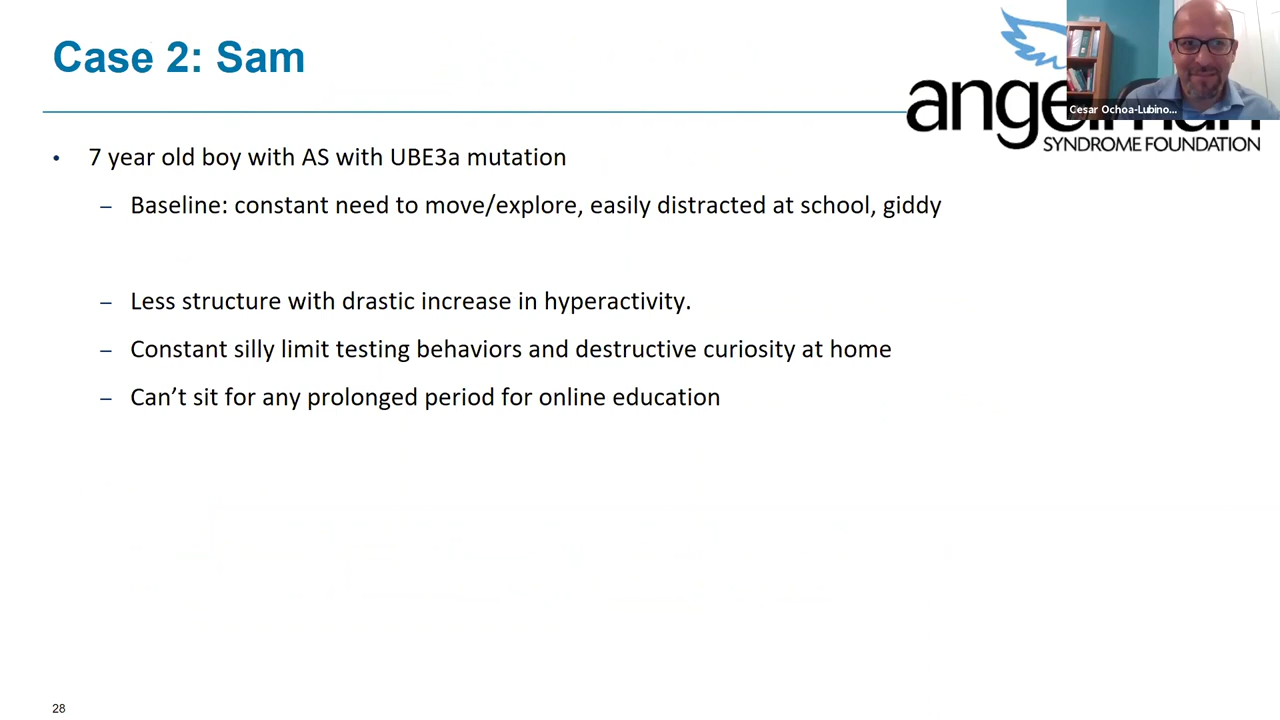 Case 2: Sam
Cesar Ochoa-Lubino...
SYNDROME FOUNDATION
• 7 year old boy with AS with UBE3a mutation
– Baseline: constant need to move/explore, easily distracted at school, giddy
– Less structure with drastic increase in hyperactivity.
– Constant silly limit testing behaviors and destructive curiosity at home
– Can’t sit for any prolonged period for online education
28